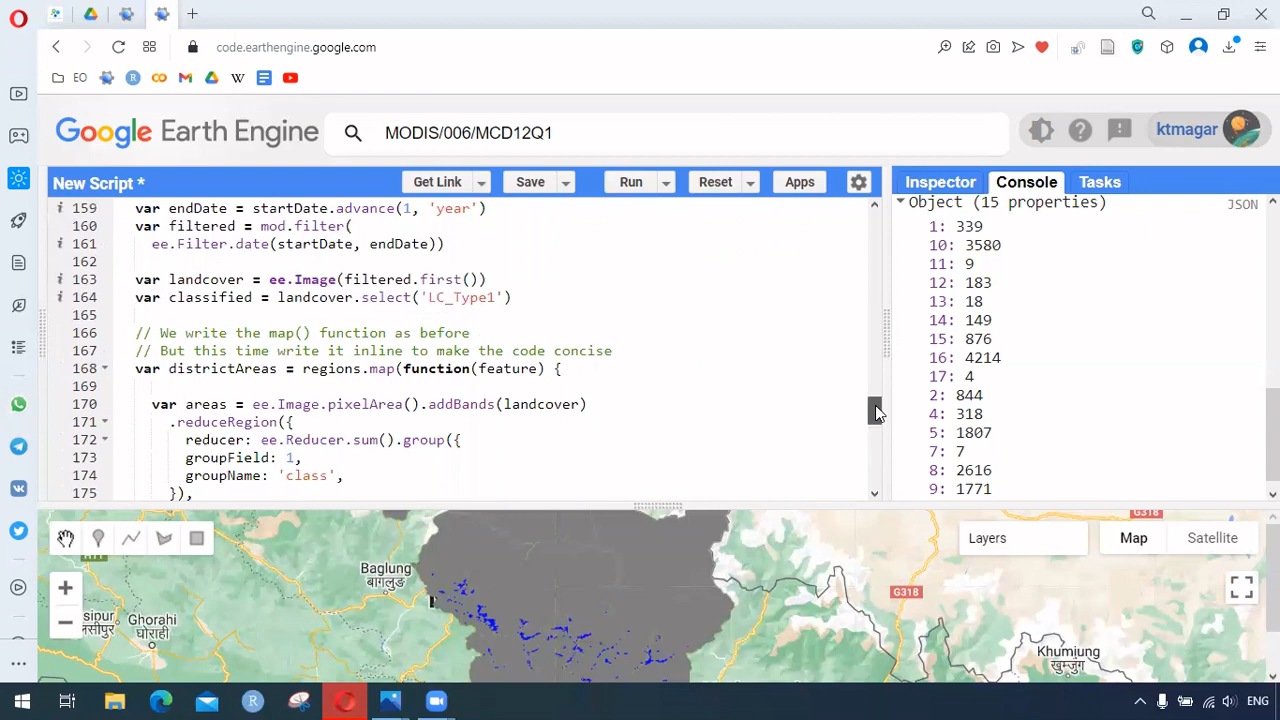 code.earthengine.google.com
EO
Google Earth Engine
MODIS/006/MCD12Q1
ktmagar
New Script *
Get Link
Save
Run
Reset
Apps
159 var endDate = startDate.advance(1, 'year')
160 var filtered = mod.filter(
161 ee.Filter.date(startDate, endDate))
162
163 var landcover = ee.Image(filtered.first())
164 var classified = landcover.select('LC_Type1')
165
166 // We write the map() function as before
167 // But this time write it inline to make the code concise
168 var districtAreas = regions.map(function(feature) {
169
170 var areas = ee.Image.pixelArea().addBands(landcover)
171 .reduceRegion({
172 reducer: ee.Reducer.sum().group({
173 groupField: 1,
174 groupName: 'class',
175 }),
Inspector
Console
Tasks
Object (15 properties)
JSON
1: 339
10: 3580
11: 9
12: 183
13: 18
14: 149
15: 876
16: 4214
17: 4
2: 844
4: 318
5: 1807
7: 7
8: 2616
9: 1771
G318
Layers
Map
Satellite
Baglung
बागलुङ
Ghorahi
घोराही
G318
Khumjung
खुम्जुङ
ENG